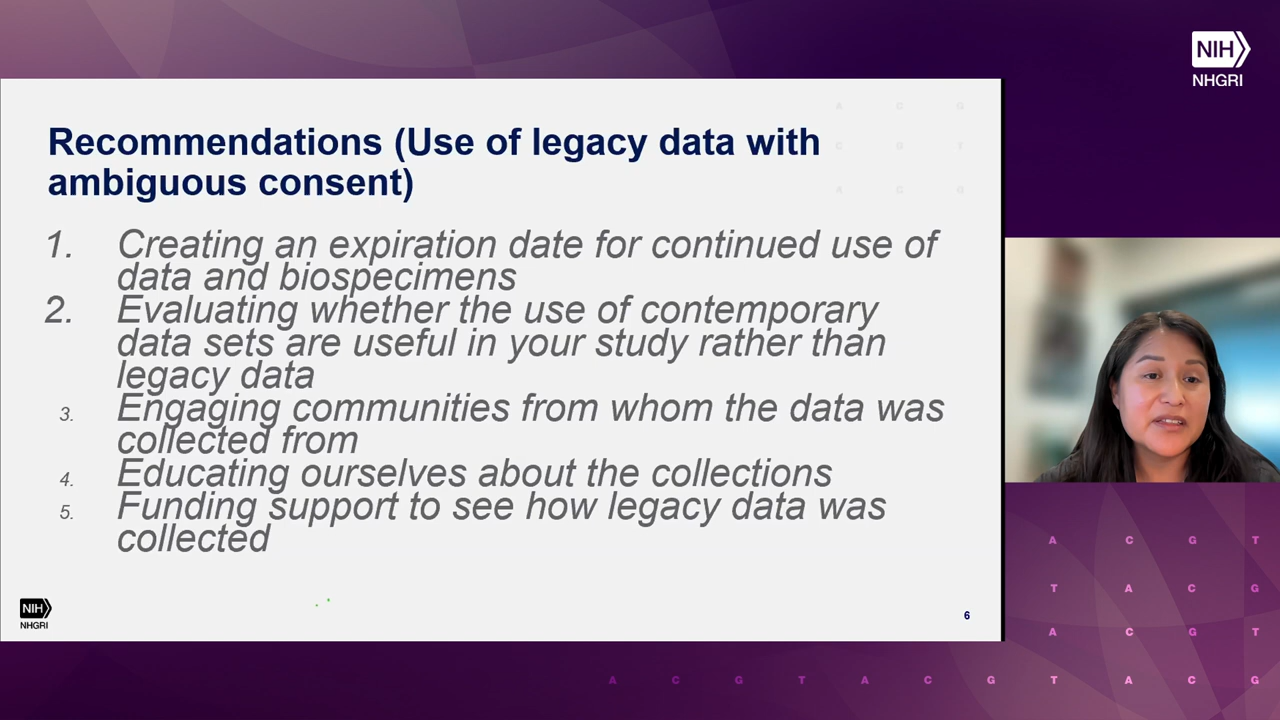 NIH
NHGRI
A C G
Recommendations (Use of legacy data with
C G T
ambiguous consent)
A C G
1. Creating an expiration date for continued use of
data and biospecimens
2. Evaluating whether the use of contemporary
data sets are useful in your study rather than
legacy data
3. Engaging communities from whom the data was
collected from
4. Educating ourselves about the collections
5. Funding support to see how legacy data was
collected
NIH
NHGRI
6
A C G T
T A C G
A C G T
A C G T A C G T A C G